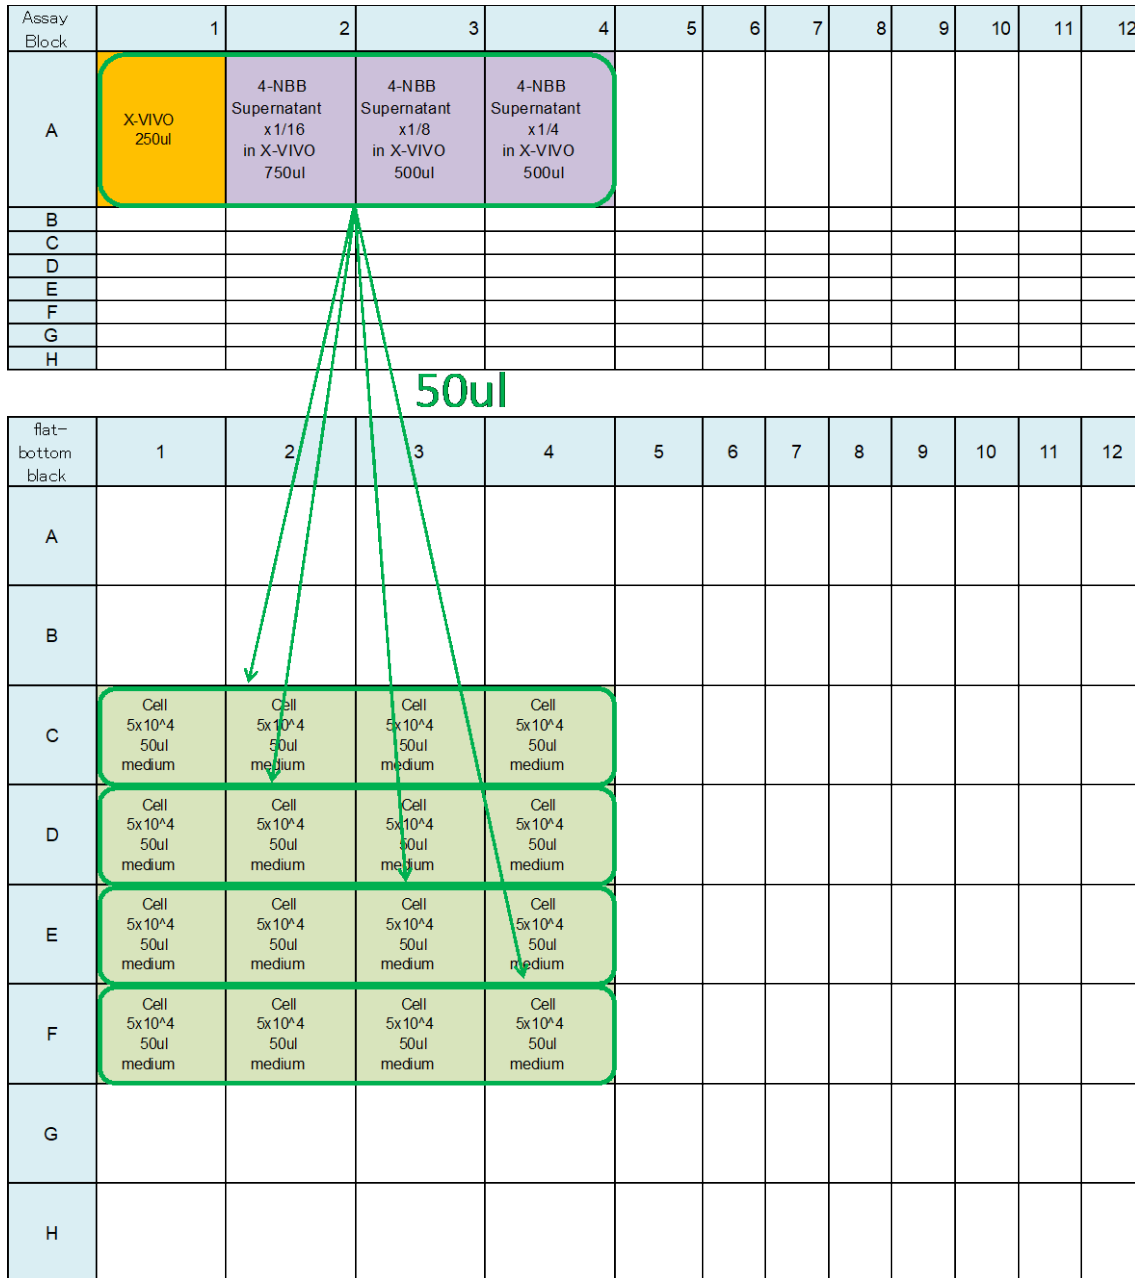 Assay
Block
1 2 3 4 5 6 7 8 9 10 11 12
A
X-VIVO
250ul
4-NBB
Supernatant
x1/16
in X-VIVO
750ul
4-NBB
Supernatant
x1/8
in X-VIVO
500ul
4-NBB
Supernatant
x1/4
in X-VIVO
500ul
B
C
D
E
F
G
H
50ul
flat-
bottom
black
1 2 3 4 5 6 7 8 9 10 11 12
A
B
C
Cell
5x10^4
50ul
medium
Cell
5x10^4
50ul
medium
Cell
5x10^4
50ul
medium
Cell
5x10^4
50ul
medium
D
Cell
5x10^4
50ul
medium
Cell
5x10^4
50ul
medium
Cell
5x10^4
50ul
medium
Cell
5x10^4
50ul
medium
E
Cell
5x10^4
50ul
medium
Cell
5x10^4
50ul
medium
Cell
5x10^4
50ul
medium
Cell
5x10^4
50ul
medium
F
Cell
5x10^4
50ul
medium
Cell
5x10^4
50ul
medium
Cell
5x10^4
50ul
medium
Cell
5x10^4
50ul
medium
G
H